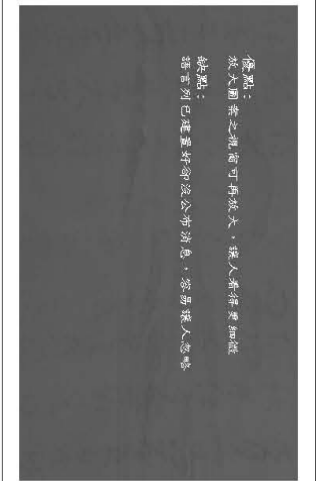 優點：
放大圖案之視窗可再放大，讓人看得更細緻
缺點：
語言列已建置好卻沒公布消息，容易讓人忽略